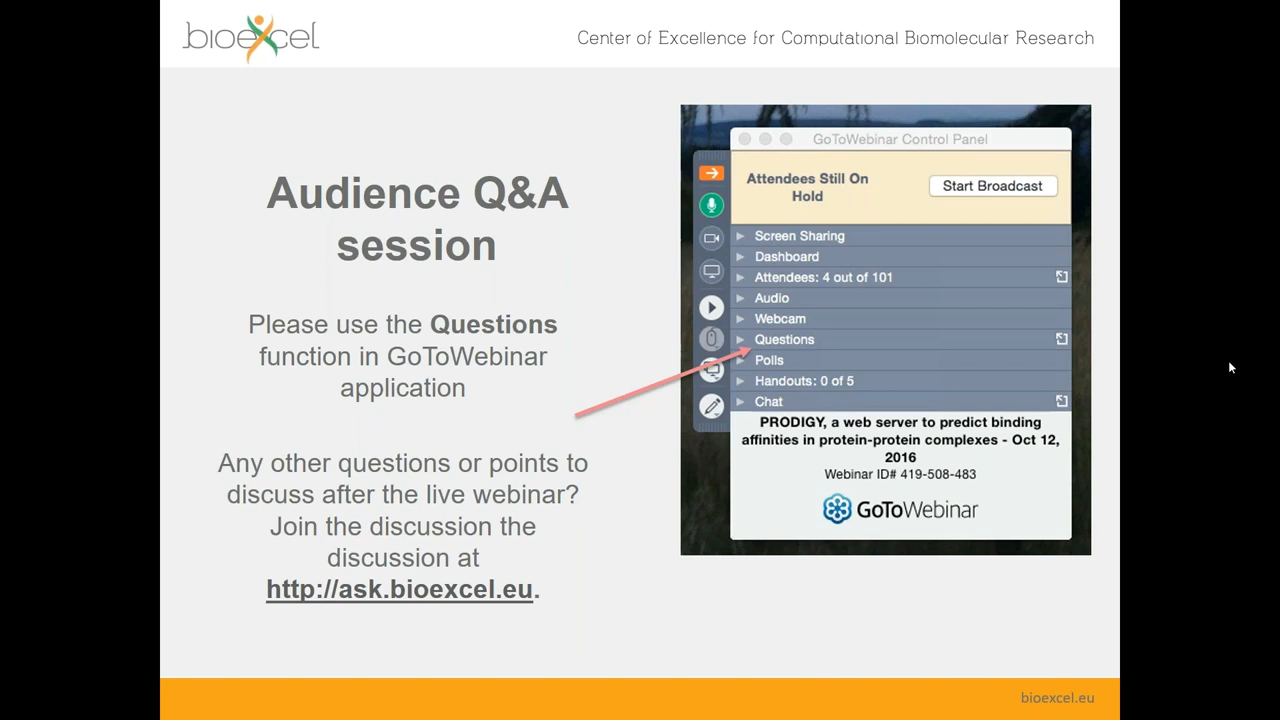 bioexcel
Center of Excellence for Computational Biomolecular Research
Audience Q&A
session
Please use the Questions
function in GoToWebinar
application
Any other questions or points to
discuss after the live webinar?
Join the discussion the
discussion at
http://ask.bioexcel.eu.
GoToWebinar Control Panel
Attendees Still On
Hold
Start Broadcast
Screen Sharing
Dashboard
Attendees: 4 out of 101
Audio
Webcam
Questions
Polls
Handouts: 0 of 5
Chat
PRODIGY, a web server to predict binding
affinities in protein-protein complexes - Oct 12,
2016
Webinar ID# 419-508-483
GoToWebinar
bioexcel.eu